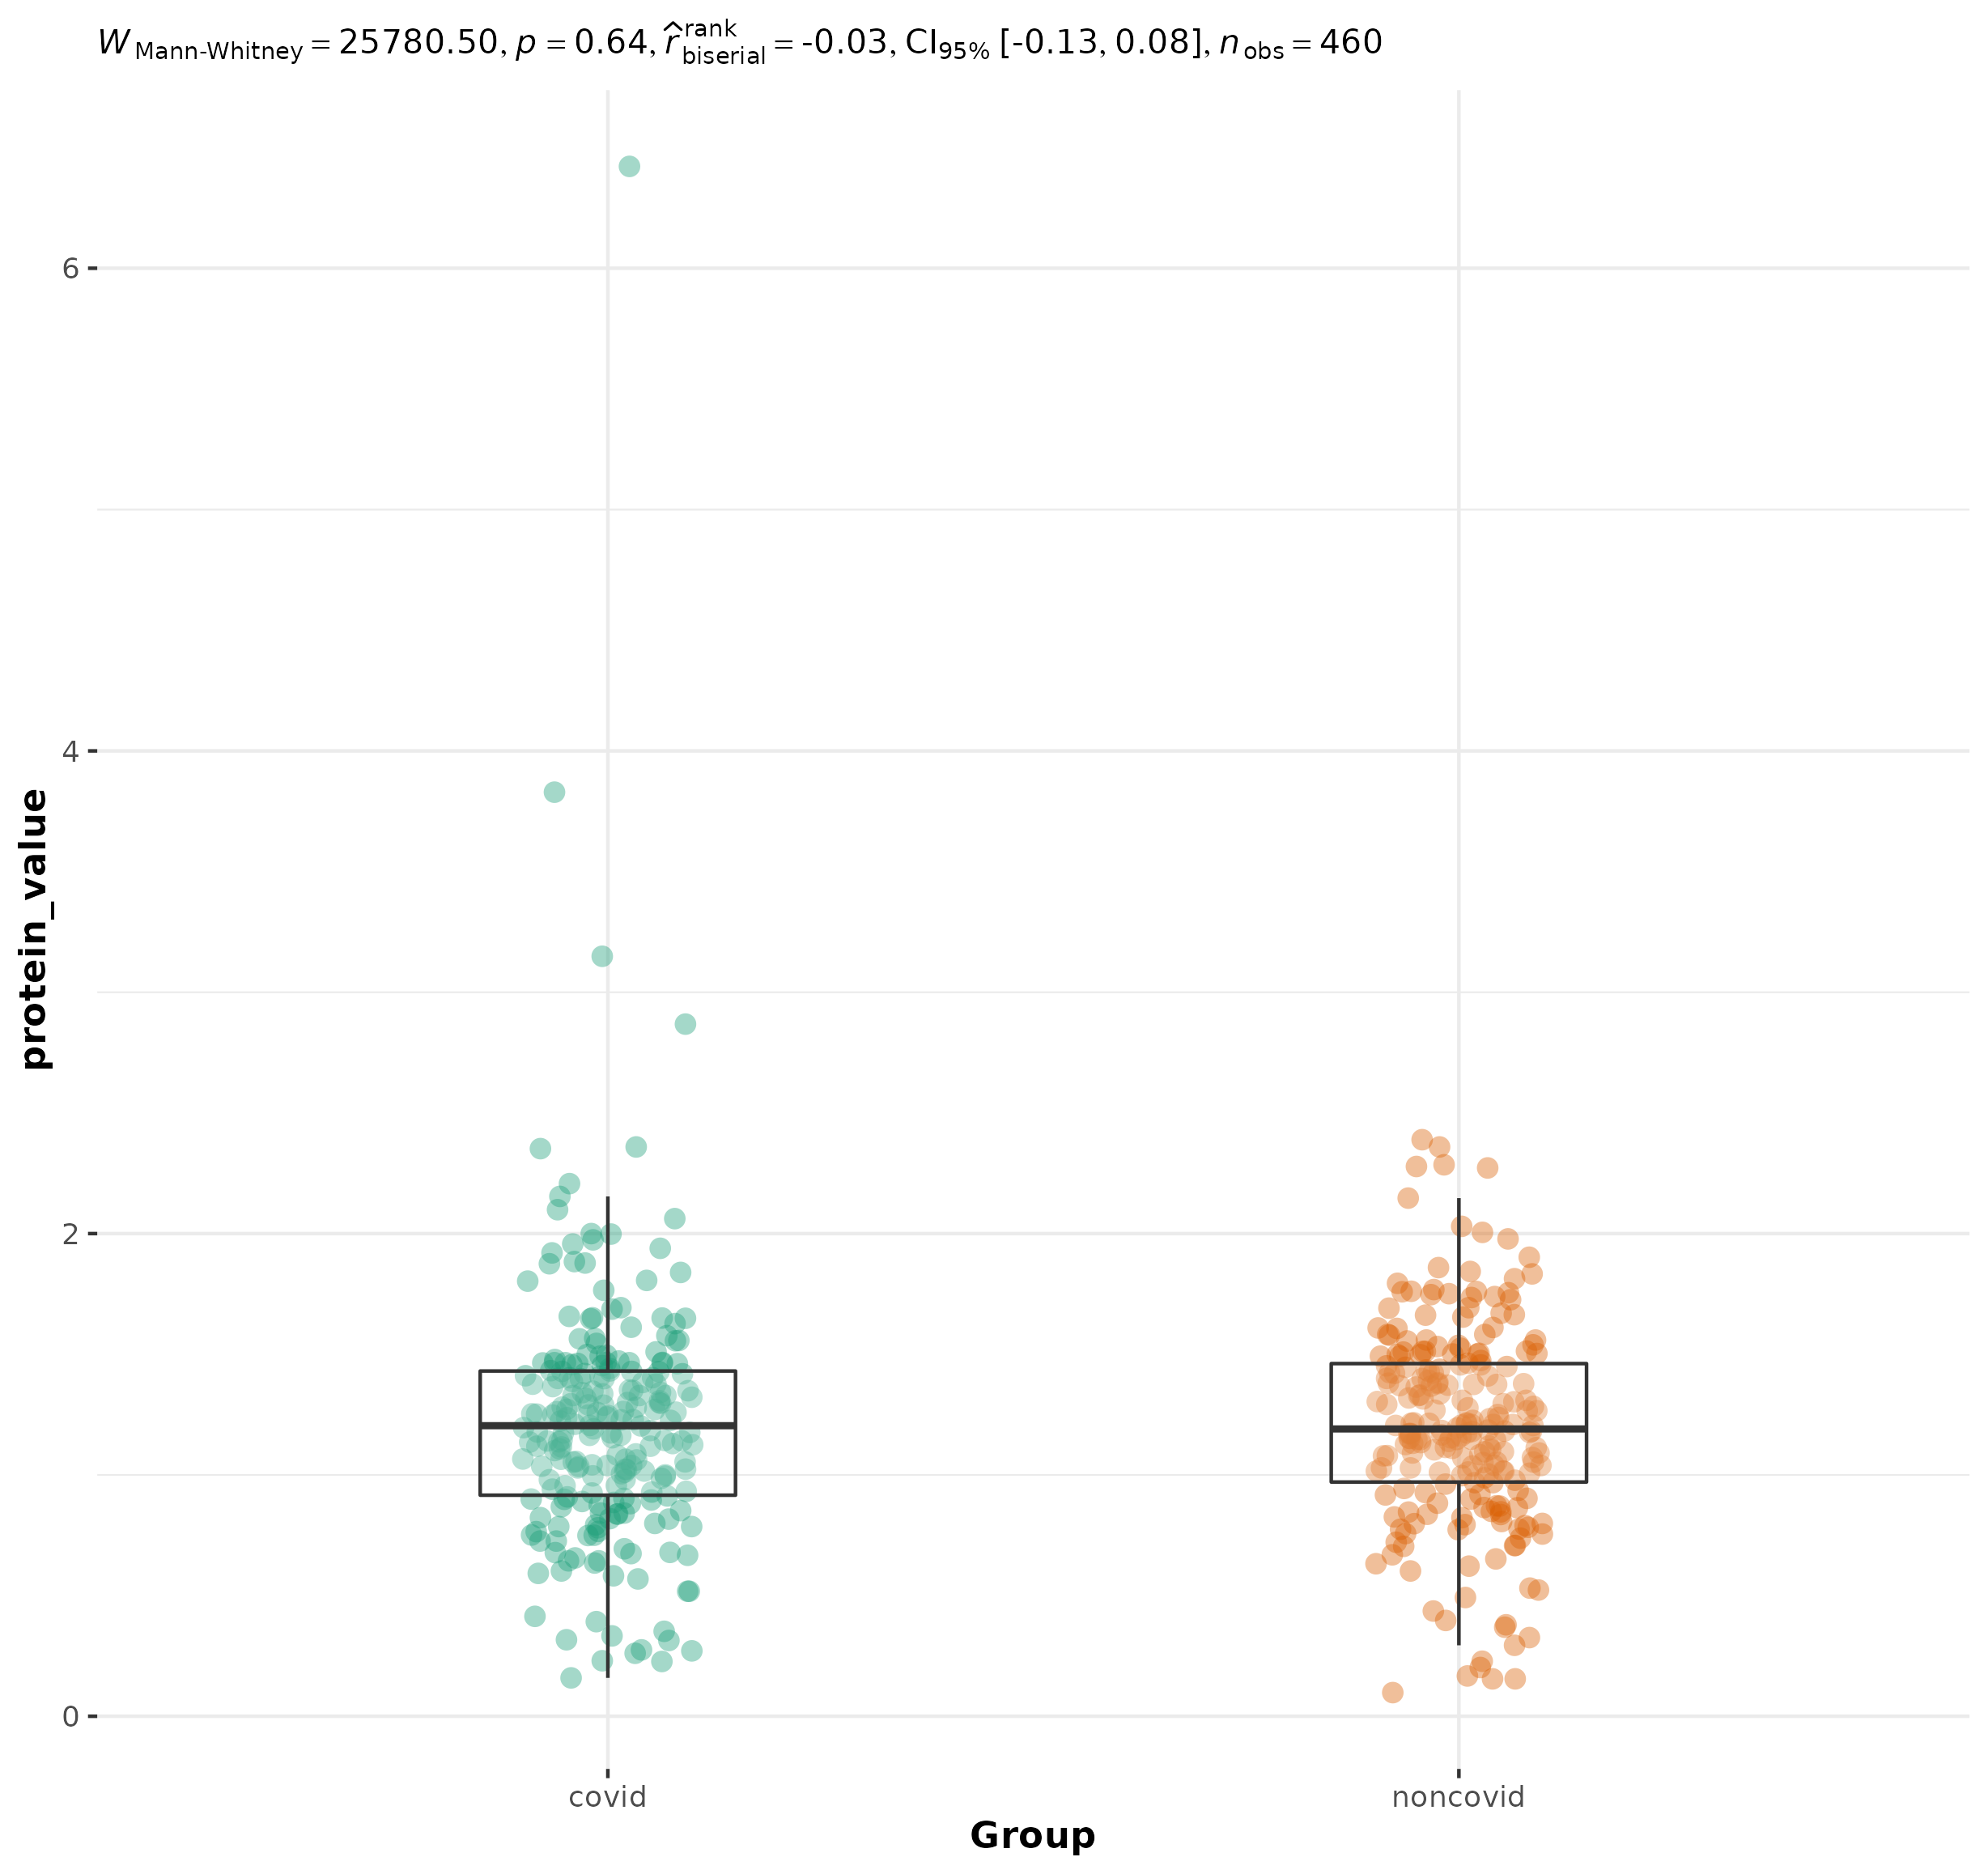 W Mann-Whitney = 25780.50, p = 0.64, r̂ rank biserial = -0.03, CI95% [-0.13, 0.08], n obs = 460
6
4
2
0
protein_value
covid noncovid
Group